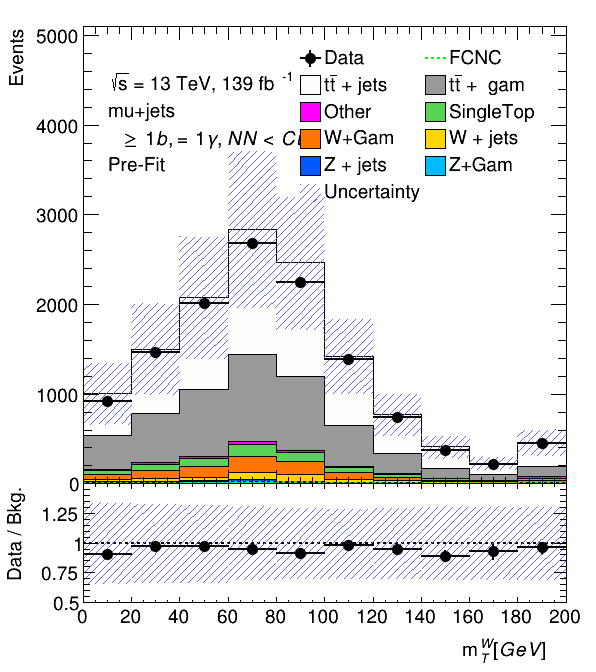 Events
5000
4000
3000
2000
1000
0
√s = 13 TeV, 139 fb -1
mu+jets
≥ 1b, = 1γ, NN <
Pre-Fit
Data
FCNC
tt̄ + jets
tt̄ + gam
Other
SingleTop
W+Gam
W + jets
Z + jets
Z+Gam
Uncertainty
Data / Bkg.
1.25
1
0.75
0.5
0 20 40 60 80 100 120 140 160 180 200
m_T^W [GeV]